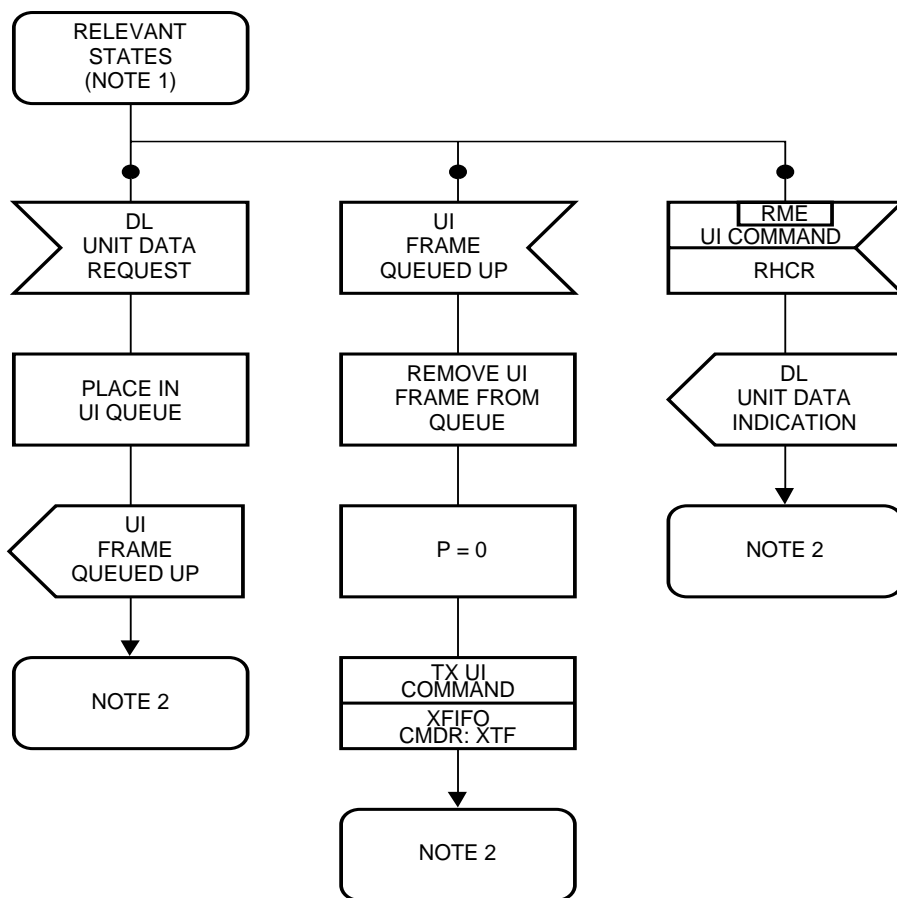 RELEVANT
STATES
(NOTE 1)
DL
UNIT DATA
REQUEST
PLACE IN
UI QUEUE
UI
FRAME
QUEUED UP
NOTE 2
UI
FRAME
QUEUED UP
REMOVE UI
FRAME FROM
QUEUE
P = 0
TX UI
COMMAND
XFIFO
CMDR: XTF
NOTE 2
RME
UI COMMAND
RHCR
DL
UNIT DATA
INDICATION
NOTE 2